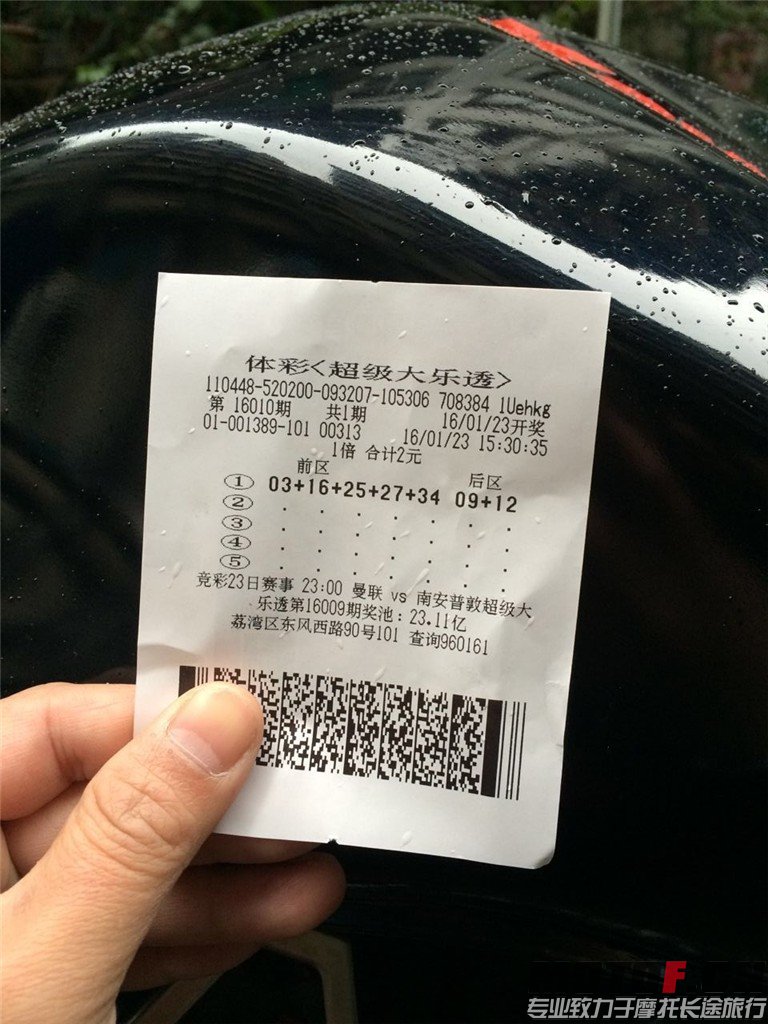 体彩<超级大乐透>
110448-520200-093207-105306 708384 1Uehkg
第 16010期 共1期 16/01/23开奖
01-001389-101 00313 16/01/23 15:30:35
1倍 合计2元
前区 后区
① 03+16+25+27+34 09+12
②
③
④
⑤
竞彩23日赛事 23:00 曼联 vs 南安普敦超级大
乐透第16009期奖池：23.11亿
荔湾区东风西路90号101 查询960161
F
专业致力于摩托长途旅行